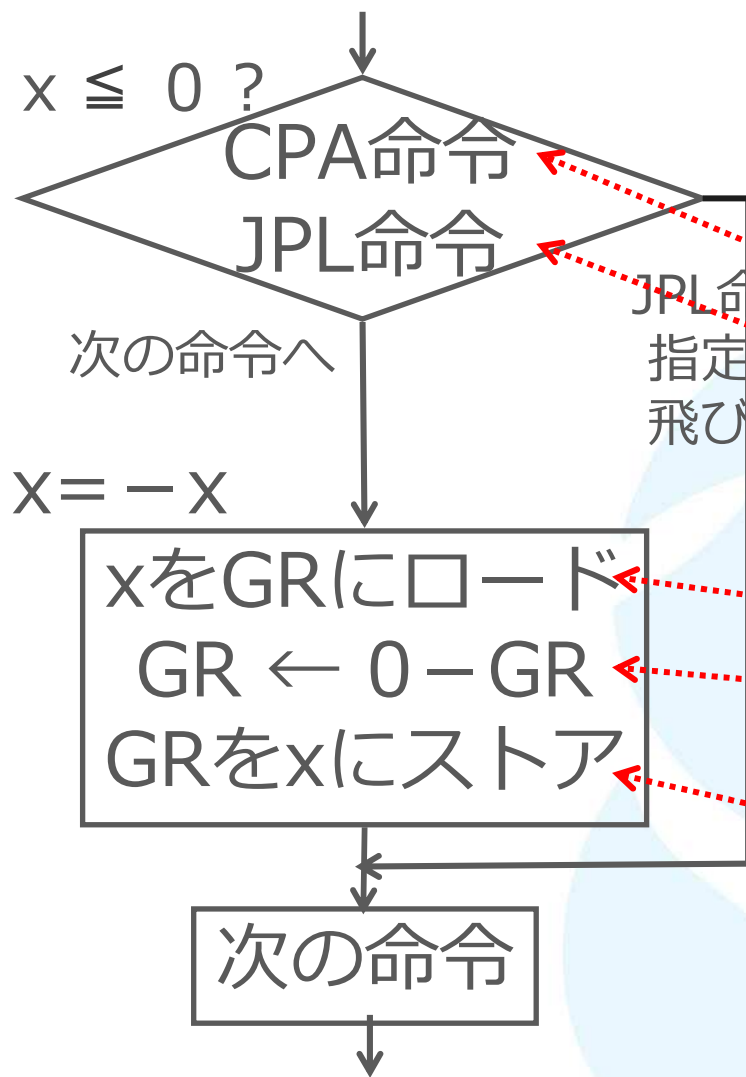 x ≦ 0 ?
CPA命令
JPL命令
JPL命
指定
飛び
次の命令へ
x=－x
xをGRにロード
GR ← 0－GR
GRをxにストア
次の命令